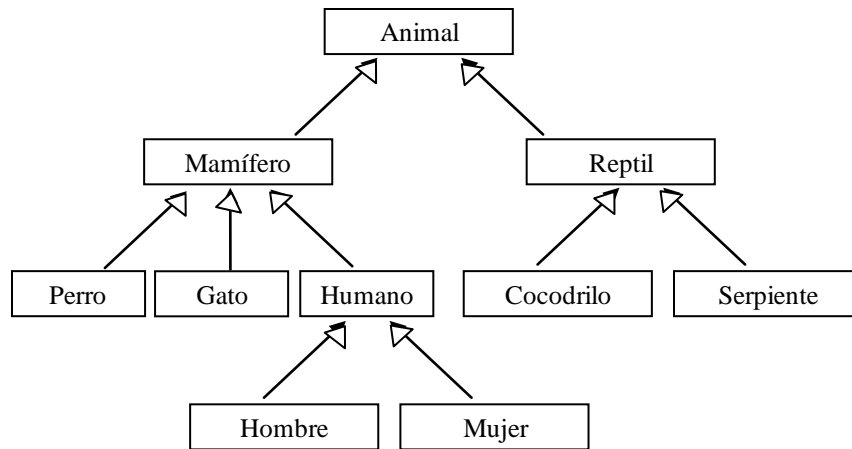 Animal
Mamífero Reptil
Perro Gato Humano Cocodrilo Serpiente
Hombre Mujer